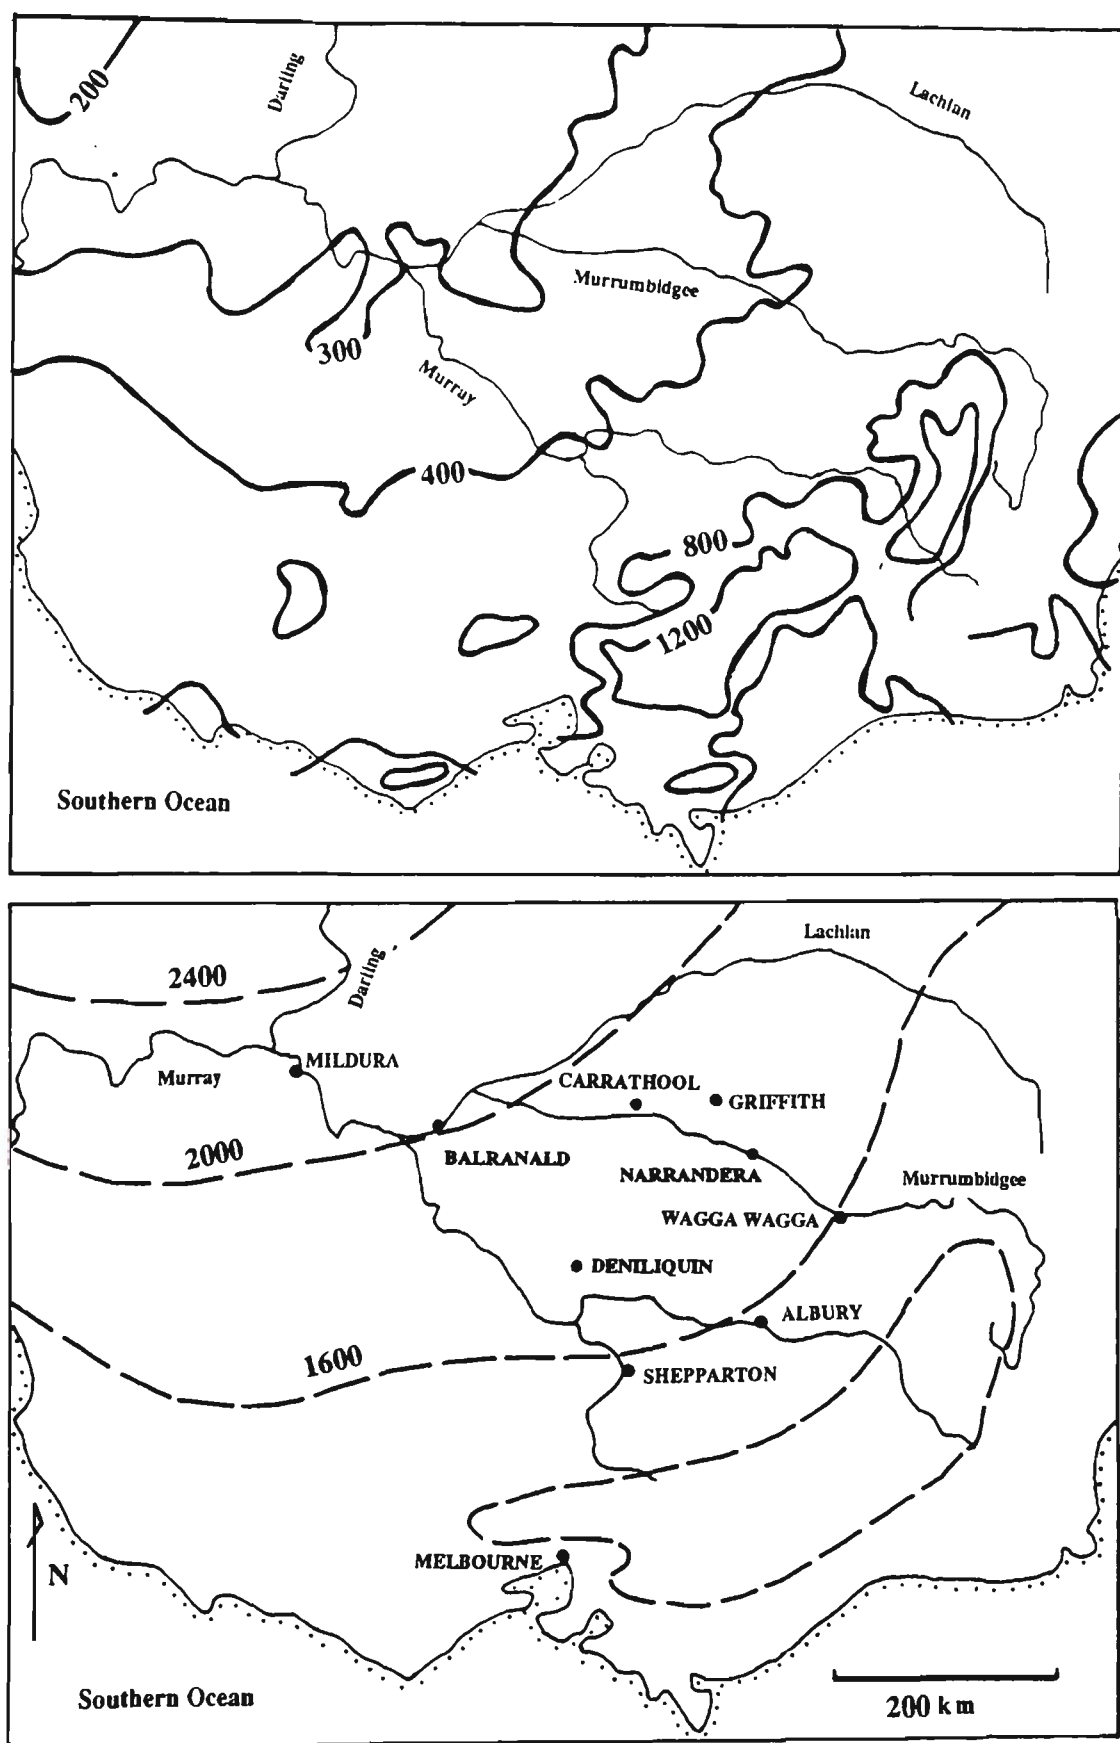 200
Darling
Lachlan
Murrumbidgee
300
Murray
400
800
1200
Southern Ocean
Lachlan
2400
Darling
MILDURA
Murray
CARRATHOOL
GRIFFITH
2000
BALRANALD
NARRANDERA
Murrumbidgee
WAGGA WAGGA
DENILIQUIN
ALBURY
1600
SHEPPARTON
MELBOURNE
N
Southern Ocean
200 km